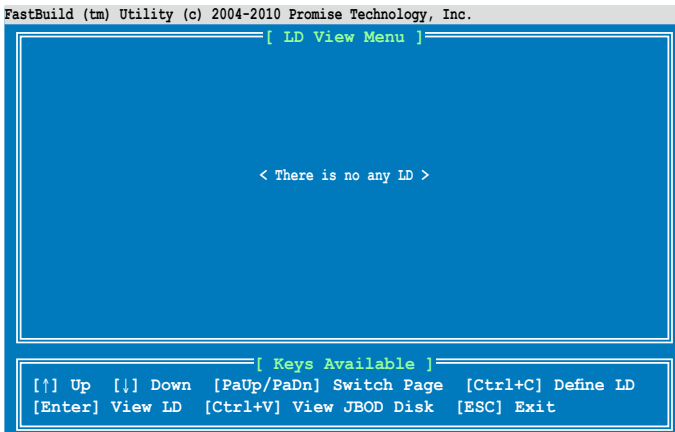 FastBuild (tm) Utility (c) 2004-2010 Promise Technology, Inc.
[ LD View Menu ]
< There is no any LD >
[ Keys Available ]
[↑] Up [↓] Down [PaUp/PaDn] Switch Page [Ctrl+C] Define LD
[Enter] View LD [Ctrl+V] View JBOD Disk [ESC] Exit